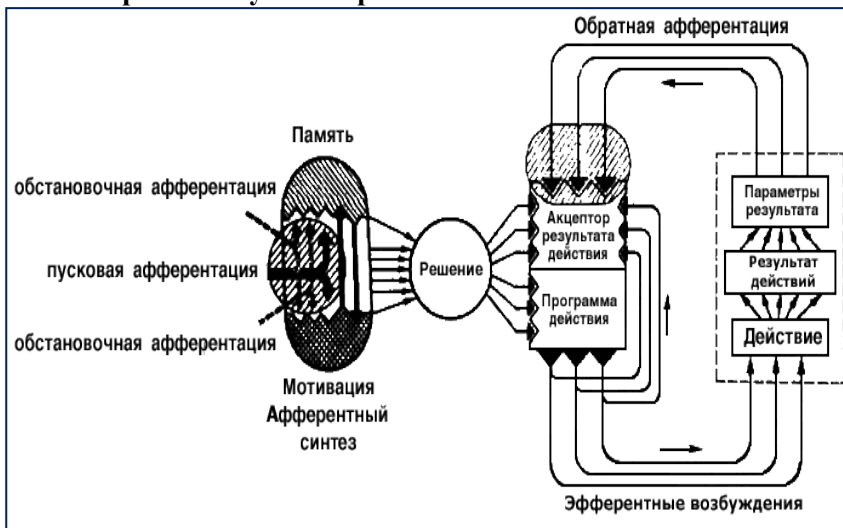 Обратная афферентация
Память
обстановочная афферентация
пусковая афферентация
обстановочная афферентация
Мотивация
Афферентный
синтез
Решение
Акцептор
результата
действия
Программа
действия
Параметры
результата
Результат
действий
Действие
Эфферентные возбуждения